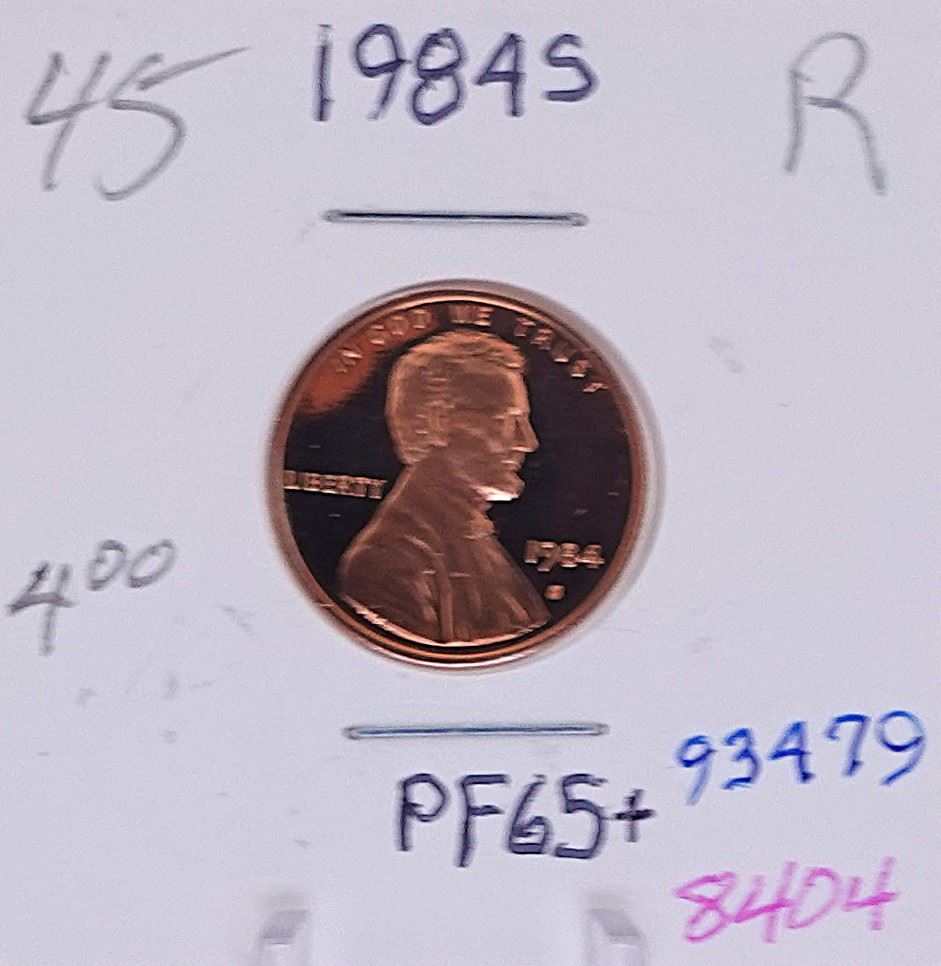 45 1984S R
IN GOD WE TRUST
LIBERTY
1984
S
4 00
PF65+
93479
8404